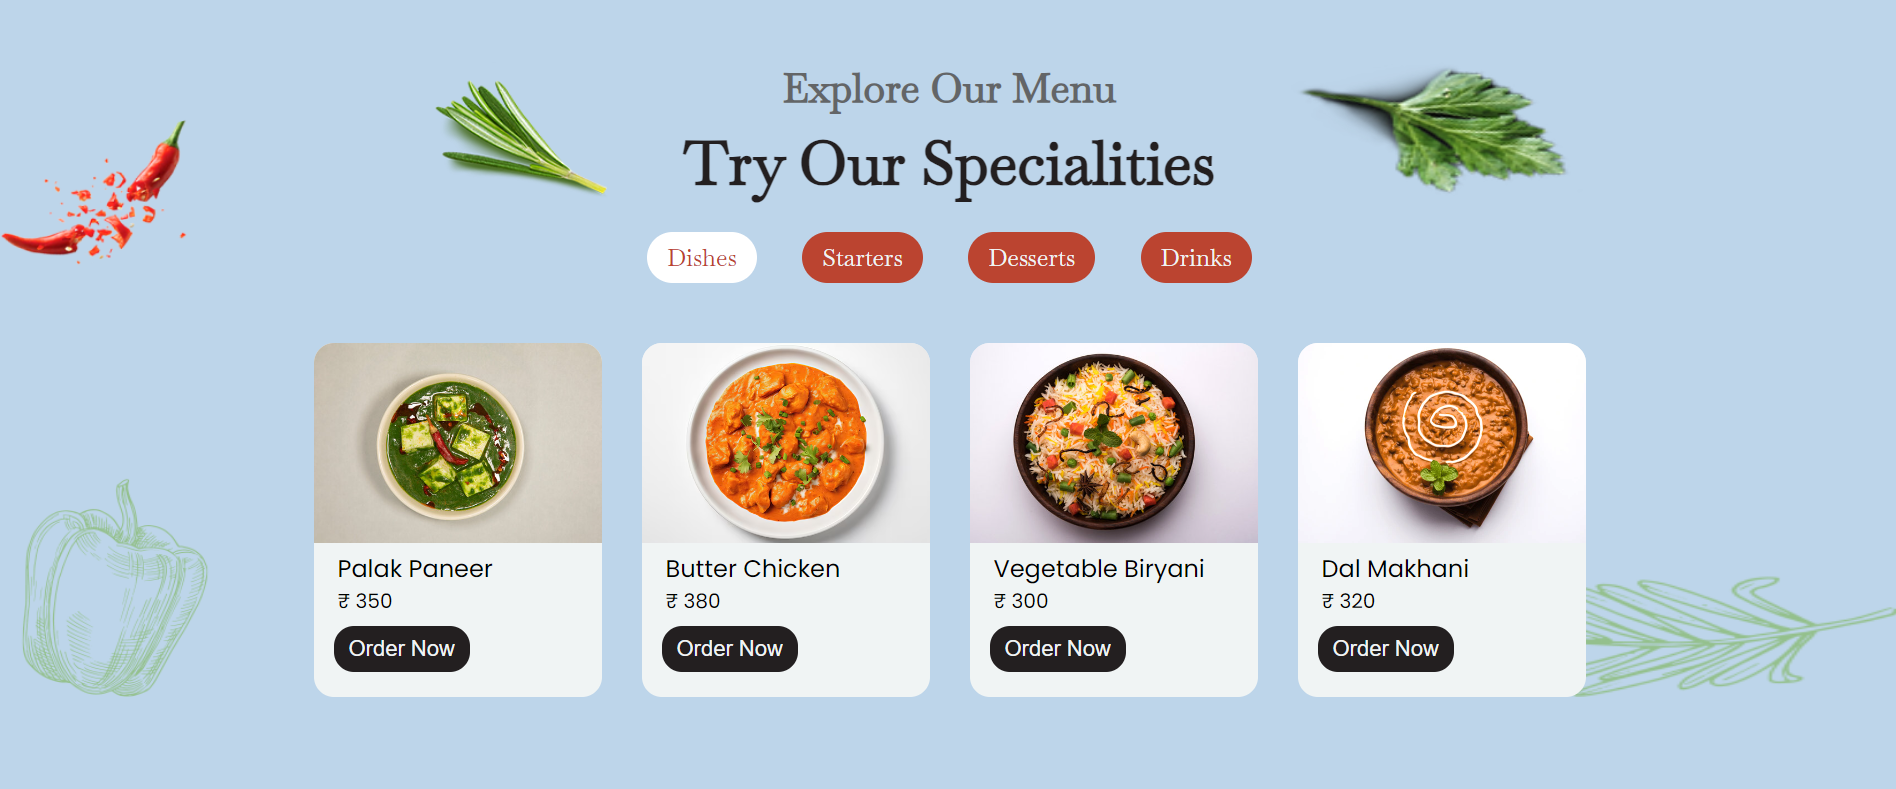 Explore Our Menu
Try Our Specialities
Dishes
Starters
Desserts
Drinks
Palak Paneer
₹ 350
Order Now
Butter Chicken
₹ 380
Order Now
Vegetable Biryani
₹ 300
Order Now
Dal Makhani
₹ 320
Order Now